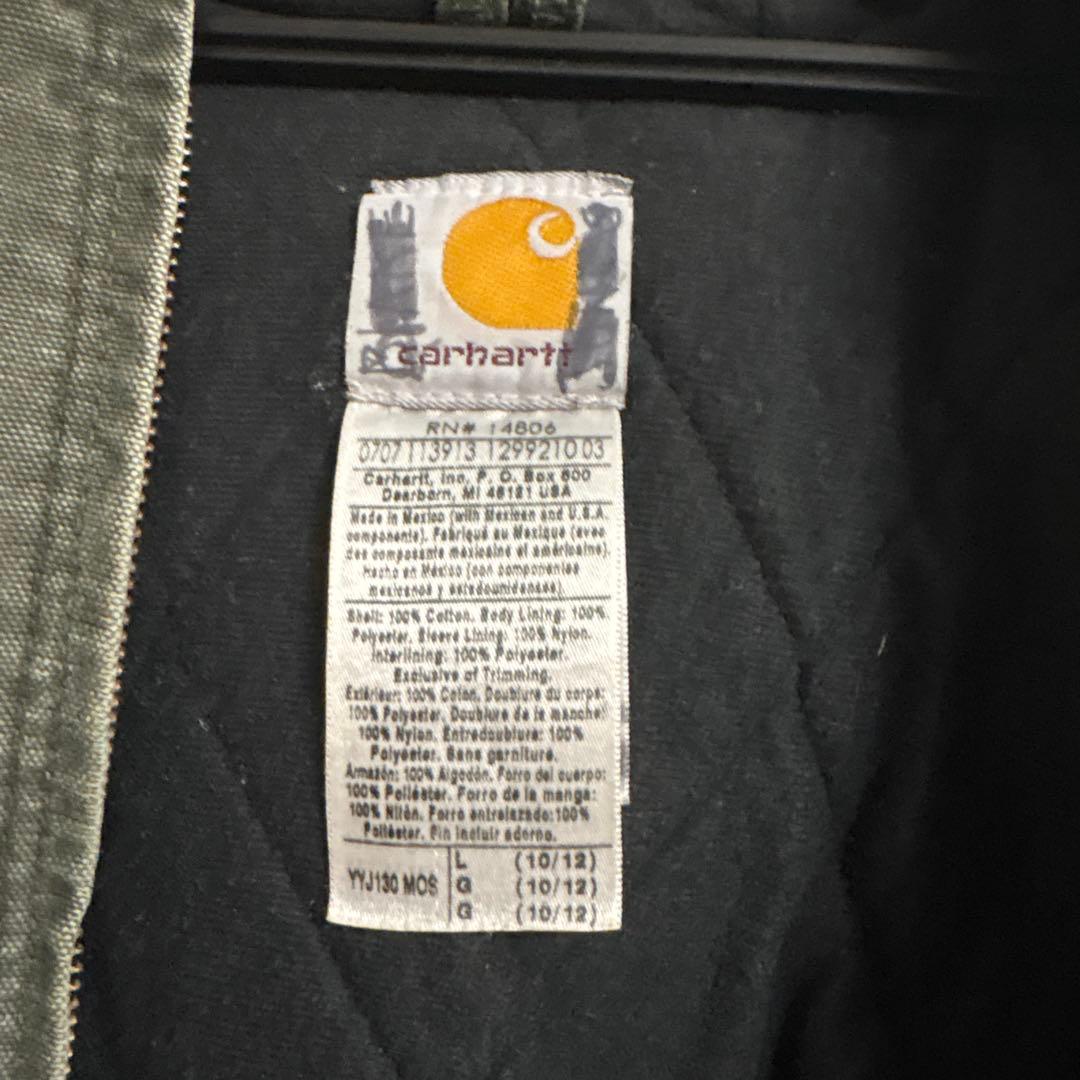 carhartt
RN# 14806
0707113913 1299210 03
Carhartt, Inc, P. O. Box 600
Dearborn, MI 48121 USA
Made in Mexico (with Mexican and U.S.A.
components). Fabriqué au Mexique (avec
des composants mexicains et américains).
Hecho en México (con componentes
mexicanos y estadounidenses).
Shell: 100% Cotton. Body Lining: 100%
Polyester. Sleeve Lining: 100% Nylon.
Interlining: 100% Polyester.
Exclusive of Trimming.
Extérieur: 100% Coton. Doublure du corps:
100% Polyester. Doublure de la manche:
100% Nylon. Entredoublure: 100%
Polyester. Sans garniture.
Armazón: 100% Algodón. Forro del cuerpo:
100% Poliéster. Forro de la manga:
100% Nilón. Forro entrelazado: 100%
Poliéster. Sin incluir adorno.
YYJ130 MOS
L (10/12)
G (10/12)
G (10/12)